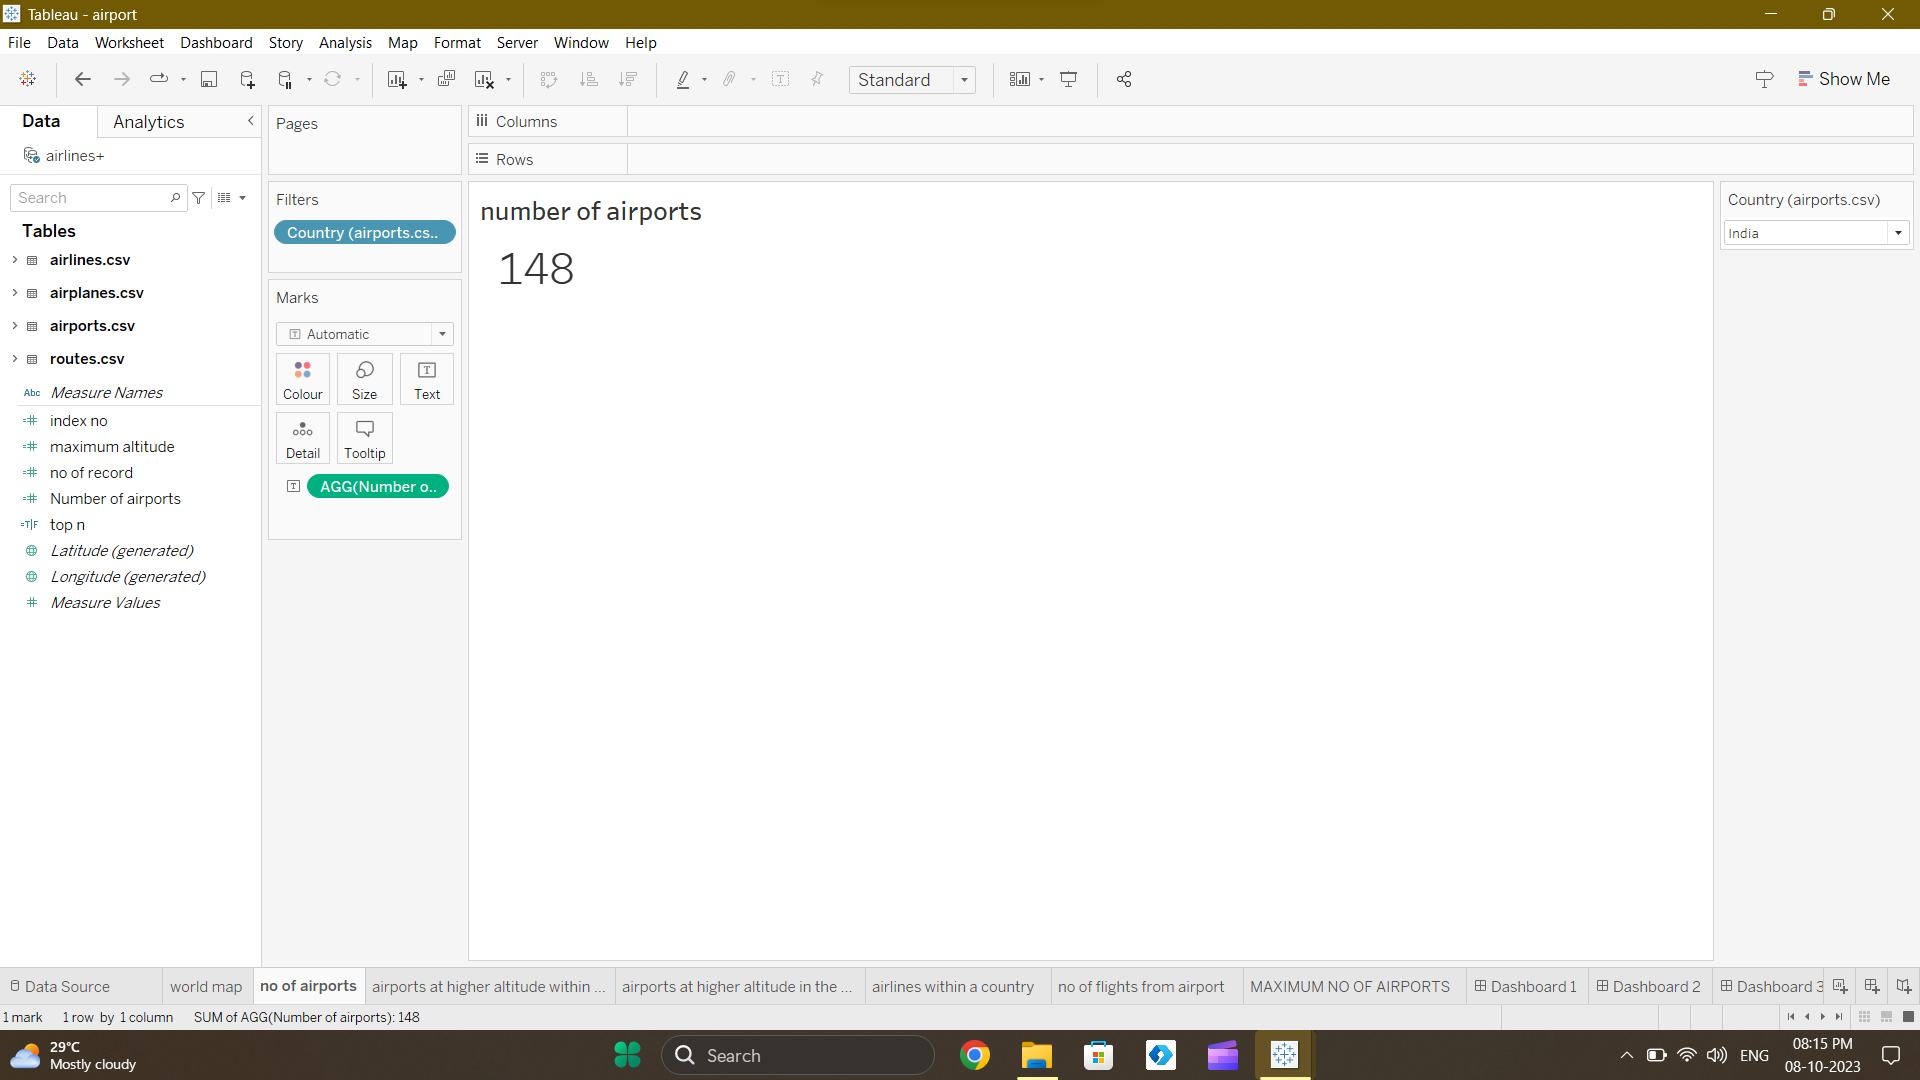 Tableau - airport
File Data Worksheet Dashboard Story Analysis Map Format Server Window Help
Standard
Show Me
Data Analytics
airlines+
Search
Tables
airlines.csv
airplanes.csv
airports.csv
routes.csv
Abc Measure Names
index no
maximum altitude
no of record
Number of airports
=T|F top n
Latitude (generated)
Longitude (generated)
Measure Values
Pages
Filters
Country (airports.cs..
Marks
Automatic
Colour Size Text
Detail Tooltip
AGG(Number o..
Columns
Rows
number of airports
148
Country (airports.csv)
India
Data Source world map no of airports airports at higher altitude within ... airports at higher altitude in the ... airlines within a country no of flights from airport MAXIMUM NO OF AIRPORTS Dashboard 1 Dashboard 2 Dashboard 3
1 mark 1 row by 1 column SUM of AGG(Number of airports): 148
29°C
Mostly cloudy
Search
ENG
08:15 PM
08-10-2023